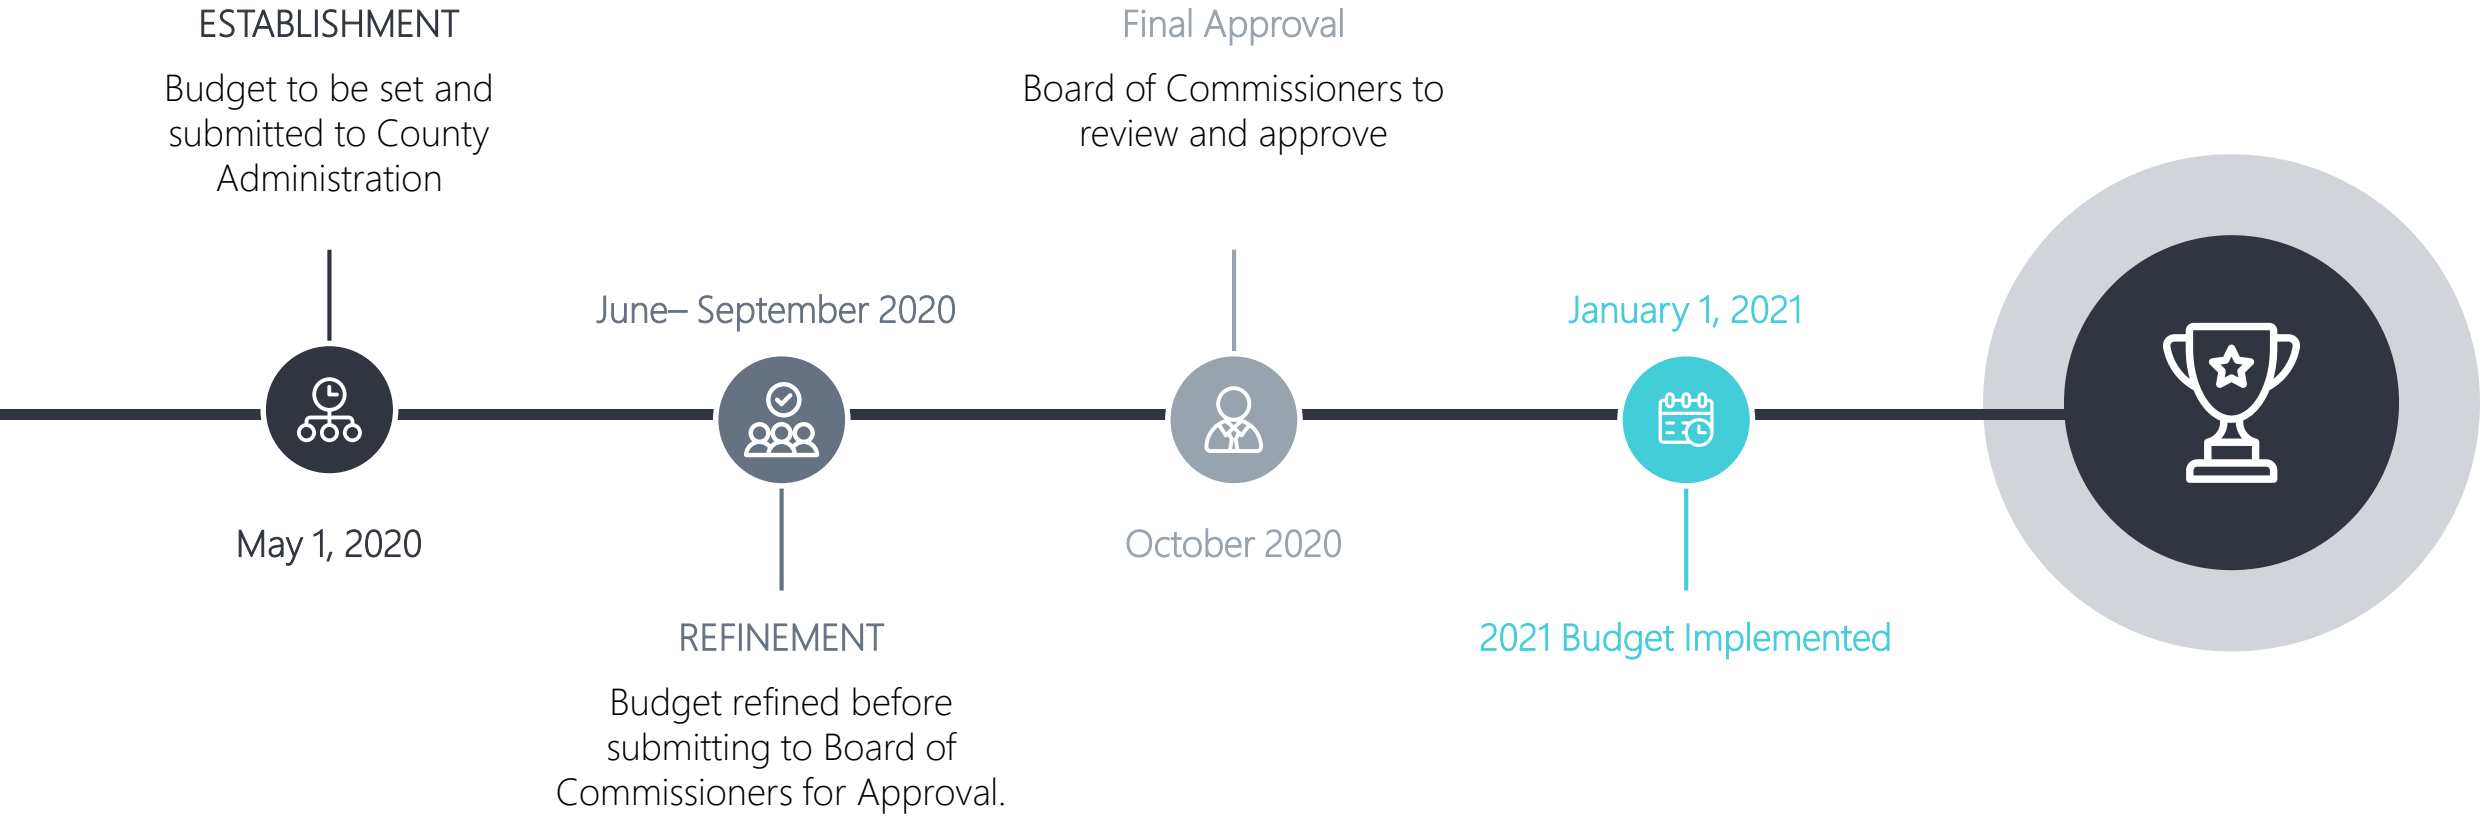 ESTABLISHMENT
Budget to be set and
submitted to County
Administration
May 1, 2020
June– September 2020
REFINEMENT
Budget refined before
submitting to Board of
Commissioners for Approval.
Final Approval
Board of Commissioners to
review and approve
October 2020
January 1, 2021
2021 Budget Implemented